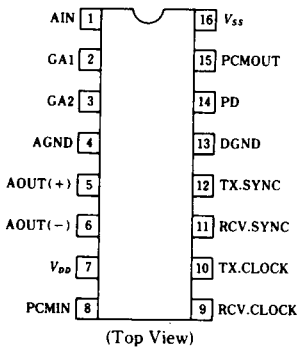 AIN 1 16 Vss
GA1 2 15 PCMOUT
GA2 3 14 PD
AGND 4 13 DGND
AOUT(+) 5 12 TX.SYNC
AOUT(−) 6 11 RCV.SYNC
VDD 7 10 TX.CLOCK
PCMIN 8 9 RCV.CLOCK
(Top View)